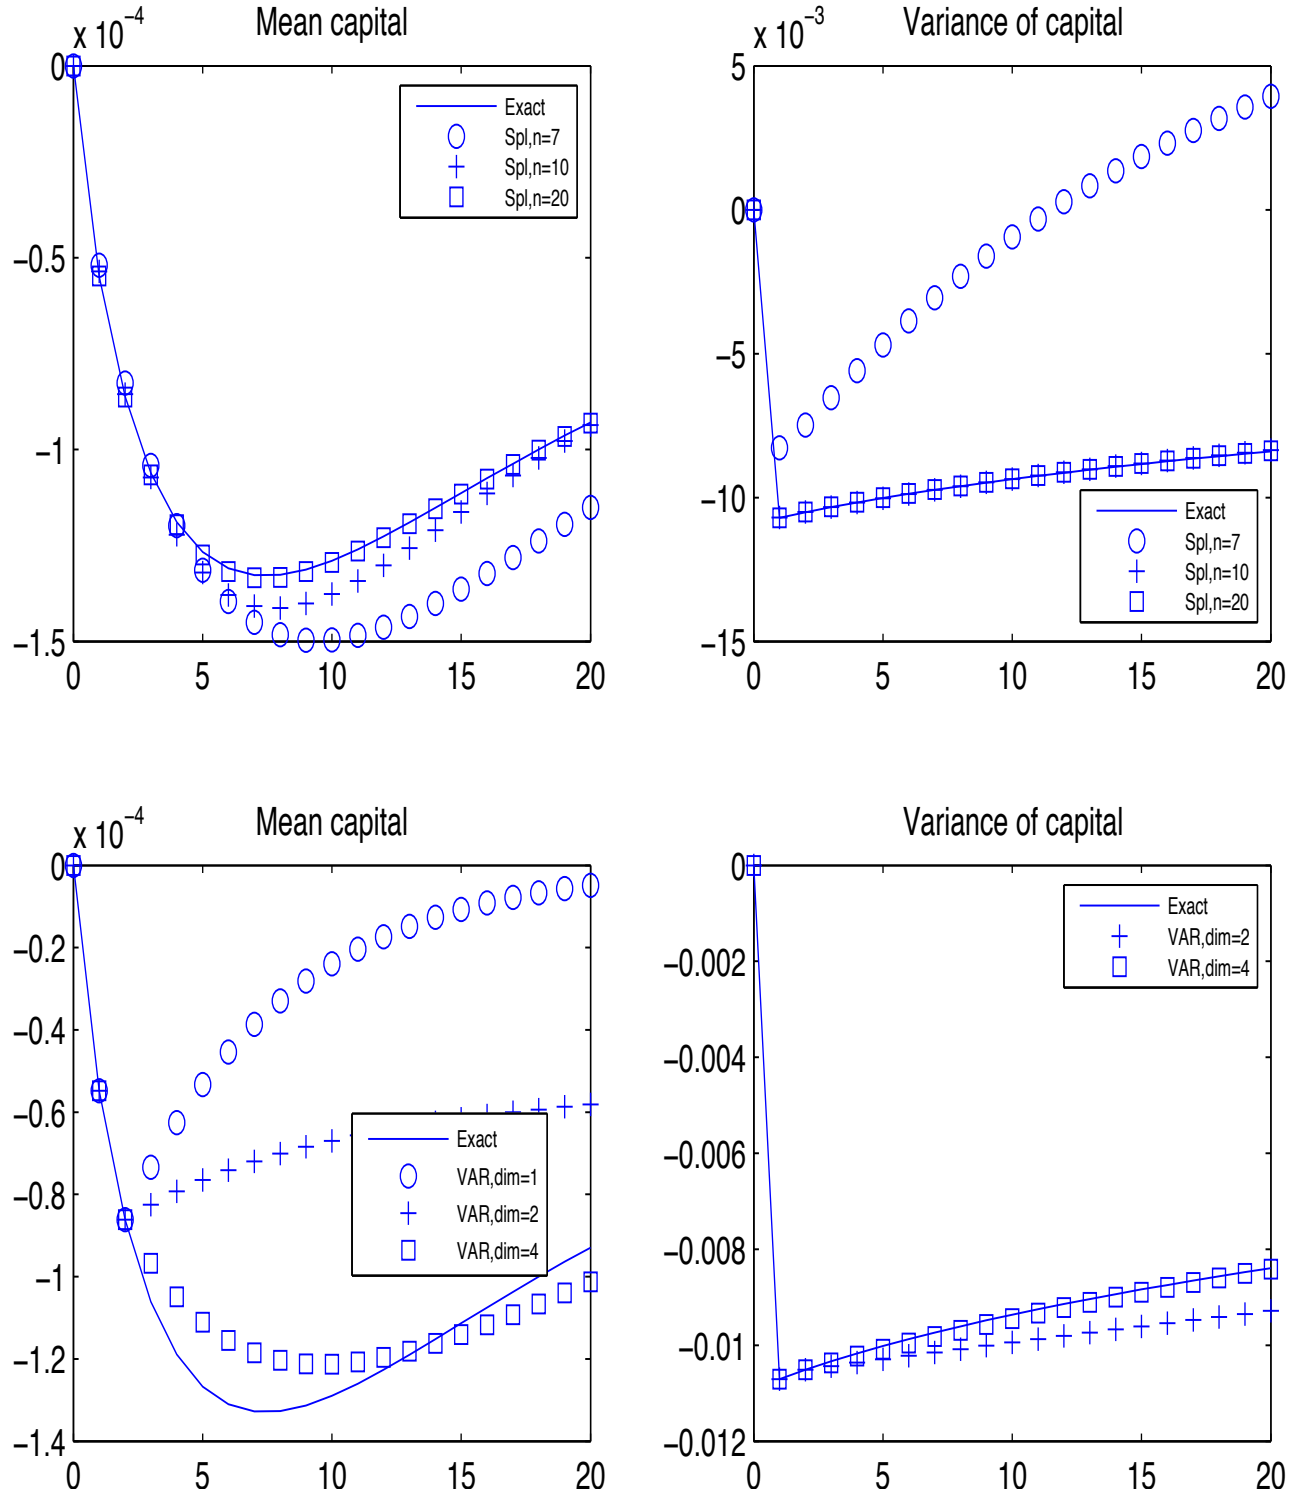 Mean capital
x 10^−4
0
−0.5
−1
−1.5
0 5 10 15 20
Exact
Spl,n=7
Spl,n=10
Spl,n=20
Variance of capital
x 10^−3
5
0
−5
−10
−15
0 5 10 15 20
Exact
Spl,n=7
Spl,n=10
Spl,n=20
Mean capital
x 10^−4
0
−0.2
−0.4
−0.6
−0.8
−1
−1.2
−1.4
0 5 10 15 20
Exact
VAR,dim=1
VAR,dim=2
VAR,dim=4
Variance of capital
0
−0.002
−0.004
−0.006
−0.008
−0.01
−0.012
0 5 10 15 20
Exact
VAR,dim=2
VAR,dim=4